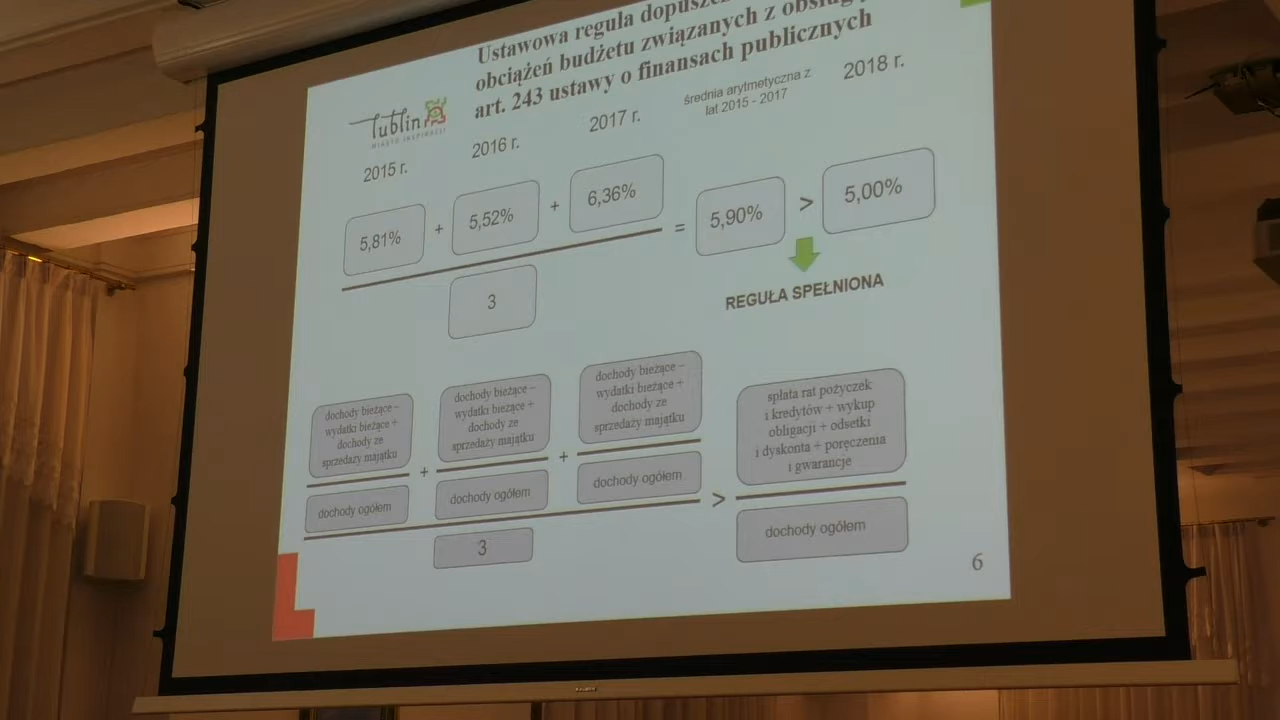 Ustawowa reguła
obciążeń budżetu związanych z
art. 243 ustawy o finansach publicznych
lublin
MIASTO INSPIRACJI
2015 r.
2016 r.
2017 r.
średnia arytmetyczna z
lat 2015 - 2017
2018 r.
5,81%
+
5,52%
+
6,36%
=
5,90%
>
5,00%
3
REGUŁA SPEŁNIONA
dochody bieżące –
wydatki bieżące +
dochody ze
sprzedaży majątku
dochody ogółem
+
dochody bieżące –
wydatki bieżące +
dochody ze
sprzedaży majątku
dochody ogółem
+
dochody bieżące –
wydatki bieżące +
dochody ze
sprzedaży majątku
dochody ogółem
3
>
spłata rat pożyczek
i kredytów + wykup
obligacji + odsetki
i dyskonta + poręczenia
i gwarancje
dochody ogółem
6